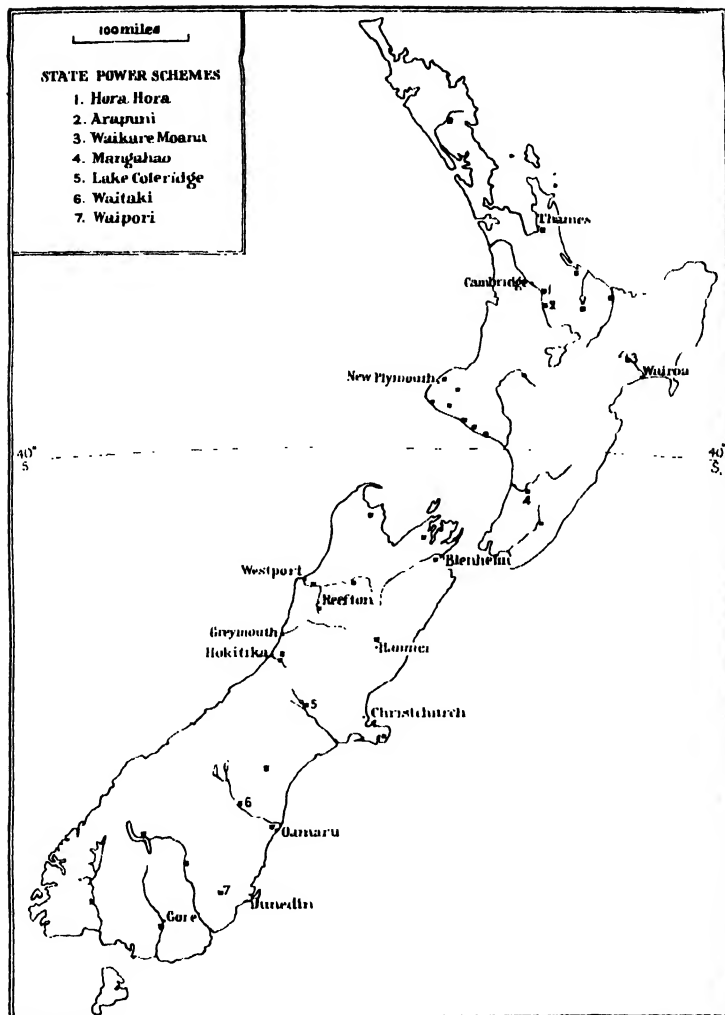 100 miles
STATE POWER SCHEMES
1. Hora Hora
2. Arapuni
3. Waikare Moana
4. Mangahao
5. Lake Coleridge
6. Waitaki
7. Waipori
Thames
Cambridge
1
2
3
Wairoa
New Plymouth
40° S.
40° S.
4
Blenheim
Westport
Reefton
Greymouth
Hokitika
Hanmer
5
Christchurch
6
Oamaru
7
Dunedin
Gore